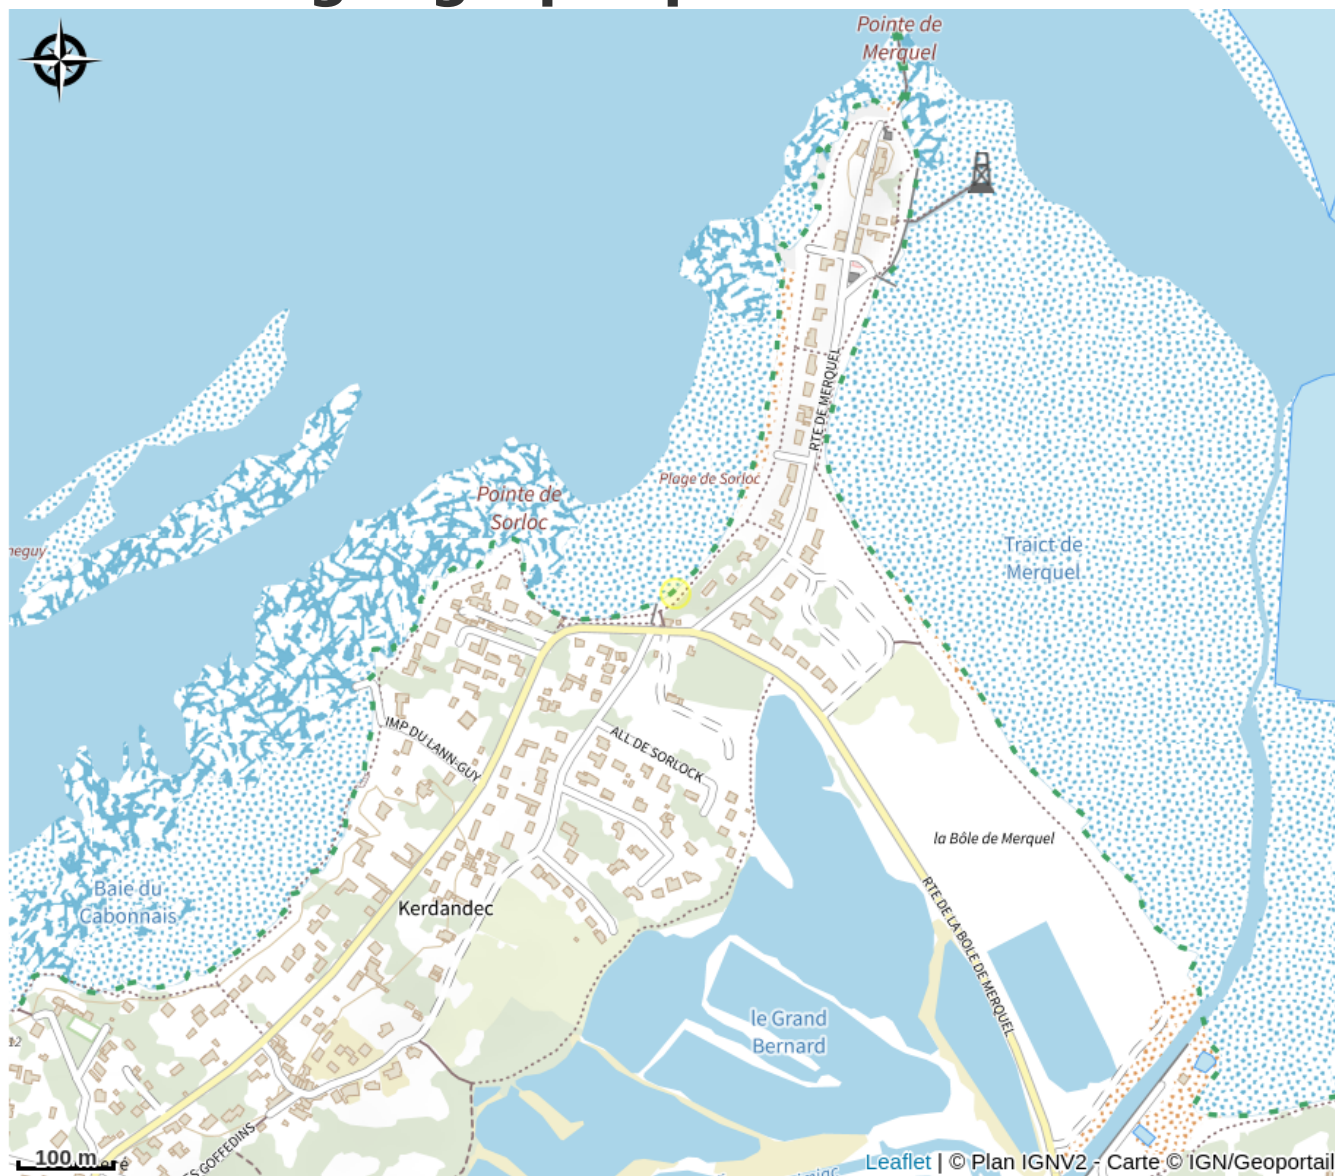 Pointe de
Merquel
RTE DE MERQUEL
Plage de Sorloc
Pointe de
Sorloc
Traict de
Merquel
IMP DU LANN-GUY
ALL DE SORLOCK
la Bôle de Merquel
Baie du
Cabonnais
Kerdandec
RTE DE LA BOLE DE MERQUEL
le Grand
Bernard
100 m
Leaflet | © Plan IGNV2 - Carte © IGN/Geoportail